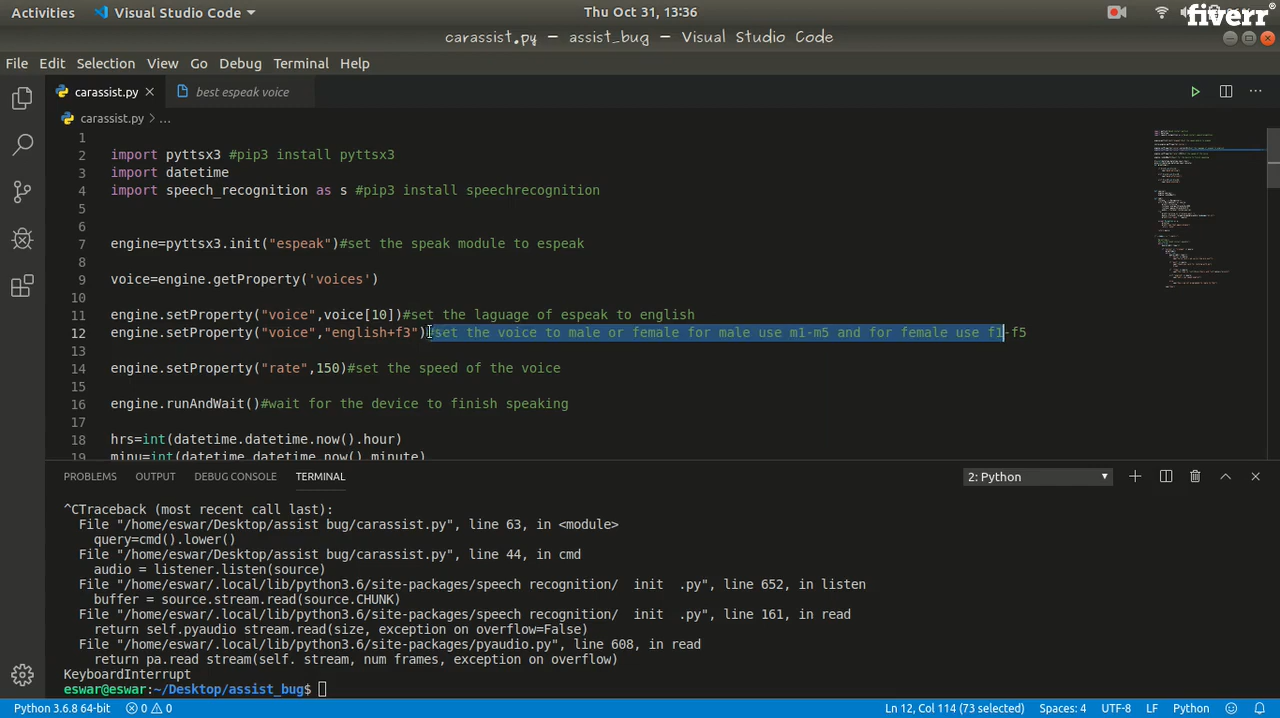 Activities Visual Studio Code Thu Oct 31, 13:36
fiverr®
carassist.py — assist_bug — Visual Studio Code
File Edit Selection View Go Debug Terminal Help
carassist.py best espeak voice
carassist.py > ...
1
2 import pyttsx3 #pip3 install pyttsx3
3 import datetime
4 import speech_recognition as s #pip3 install speechrecognition
5
6
7 engine=pyttsx3.init("espeak")#set the speak module to espeak
8
9 voice=engine.getProperty('voices')
10
11 engine.setProperty("voice",voice[10])#set the laguage of espeak to english
12 engine.setProperty("voice","english+f3")#set the voice to male or female for male use m1-m5 and for female use f1-f5
13
14 engine.setProperty("rate",150)#set the speed of the voice
15
16 engine.runAndWait()#wait for the device to finish speaking
17
18 hrs=int(datetime.datetime.now().hour)
19 minu=int(datetime.datetime.now().minute)
PROBLEMS OUTPUT DEBUG CONSOLE TERMINAL 2: Python
^CTraceback (most recent call last):
File "/home/eswar/Desktop/assist bug/carassist.py", line 63, in <module>
query=cmd().lower()
File "/home/eswar/Desktop/assist bug/carassist.py", line 44, in cmd
audio = listener.listen(source)
File "/home/eswar/.local/lib/python3.6/site-packages/speech recognition/  init  .py", line 652, in listen
buffer = source.stream.read(source.CHUNK)
File "/home/eswar/.local/lib/python3.6/site-packages/speech recognition/  init  .py", line 161, in read
return self.pyaudio stream.read(size, exception on overflow=False)
File "/home/eswar/.local/lib/python3.6/site-packages/pyaudio.py", line 608, in read
return pa.read stream(self. stream, num frames, exception on overflow)
KeyboardInterrupt
eswar@eswar:~/Desktop/assist_bug$
Python 3.6.8 64-bit 0 0 Ln 12, Col 114 (73 selected) Spaces: 4 UTF-8 LF Python